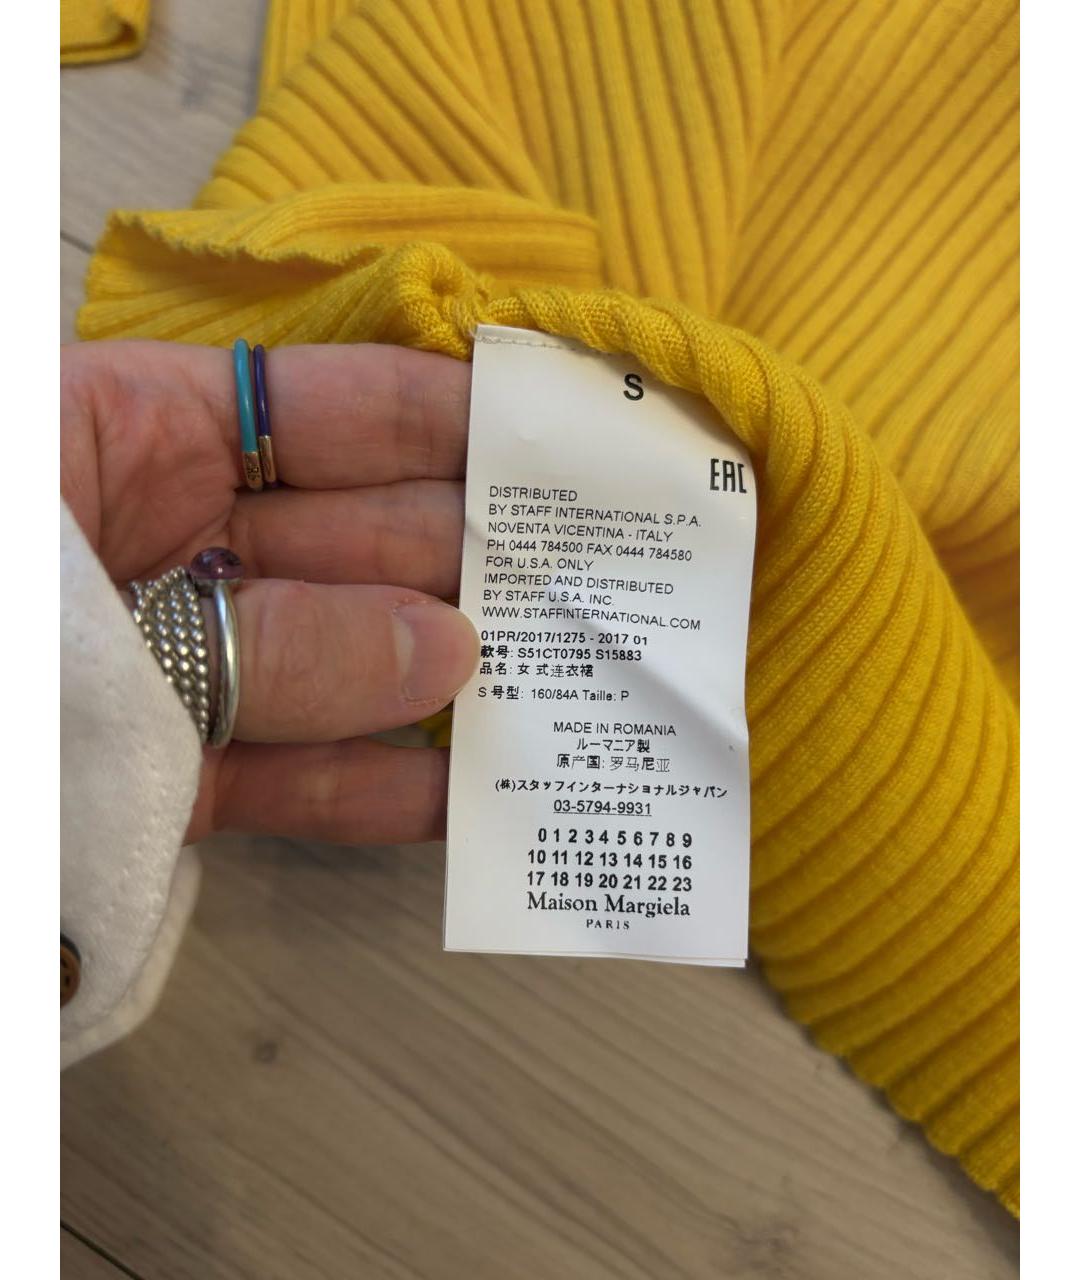 S
EAC
DISTRIBUTED
BY STAFF INTERNATIONAL S.P.A.
NOVENTA VICENTINA - ITALY
PH 0444 784500 FAX 0444 784580
FOR U.S.A. ONLY
IMPORTED AND DISTRIBUTED
BY STAFF U.S.A. INC.
WWW.STAFFINTERNATIONAL.COM
01PR/2017/1275 - 2017 01
款号: S51CT0795 S15883
品名: 女 式连衣裙
S 号型: 160/84A Taille: P
MADE IN ROMANIA
ルーマニア製
原产国: 罗马尼亚
(株)スタッフインターナショナルジャパン
03-5794-9931
0 1 2 3 4 5 6 7 8 9
10 11 12 13 14 15 16
17 18 19 20 21 22 23
Maison Margiela
PARIS